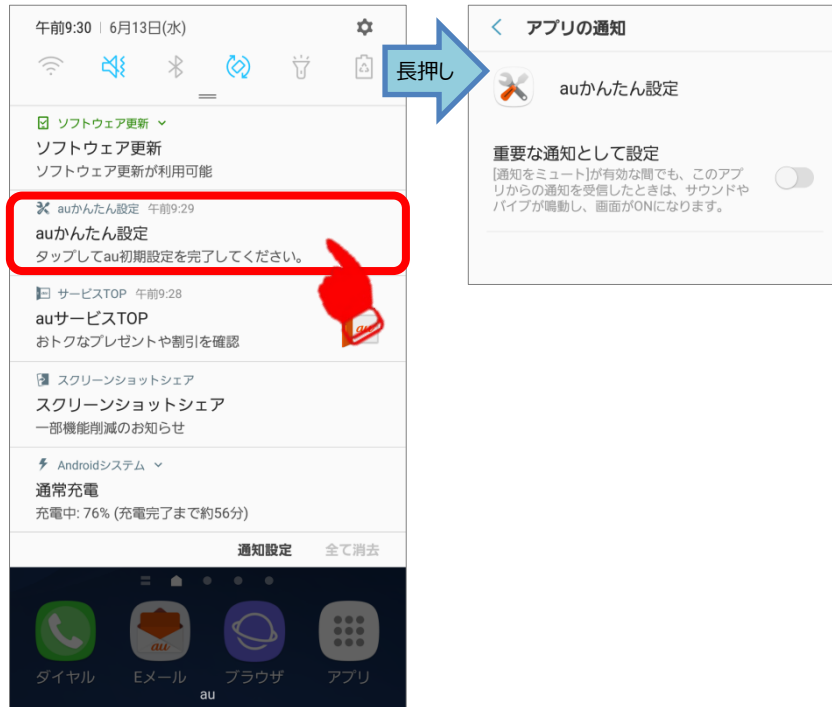 午前9:30 | 6月13日(水)
ソフトウェア更新
ソフトウェア更新
ソフトウェア更新が利用可能
auかんたん設定 午前9:29
auかんたん設定
タップしてau初期設定を完了してください。
サービスTOP 午前9:28
auサービスTOP
おトクなプレゼントや割引を確認
au
スクリーンショットシェア
スクリーンショットシェア
一部機能削減のお知らせ
Androidシステム
通常充電
充電中: 76% (充電完了まで約56分)
通知設定 全て消去
au
ダイヤル Eメール ブラウザ アプリ
au
長押し
アプリの通知
auかんたん設定
重要な通知として設定
[通知をミュート]が有効な間でも、このアプ
リからの通知を受信したときは、サウンドや
バイブが鳴動し、画面がONになります。